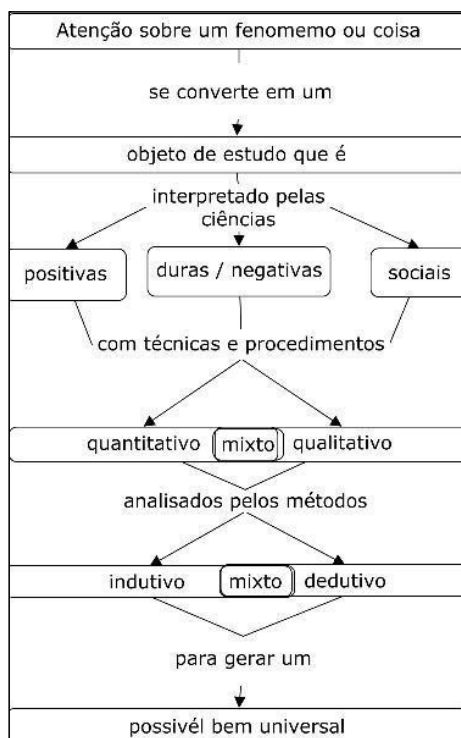 Atenção sobre um fenomemo ou coisa
se converte em um
objeto de estudo que é
interpretado pelas
ciências
positivas
duras / negativas
sociais
com técnicas e procedimentos
quantitativo mixto qualitativo
analisados pelos métodos
indutivo mixto dedutivo
para gerar um
possivél bem universal